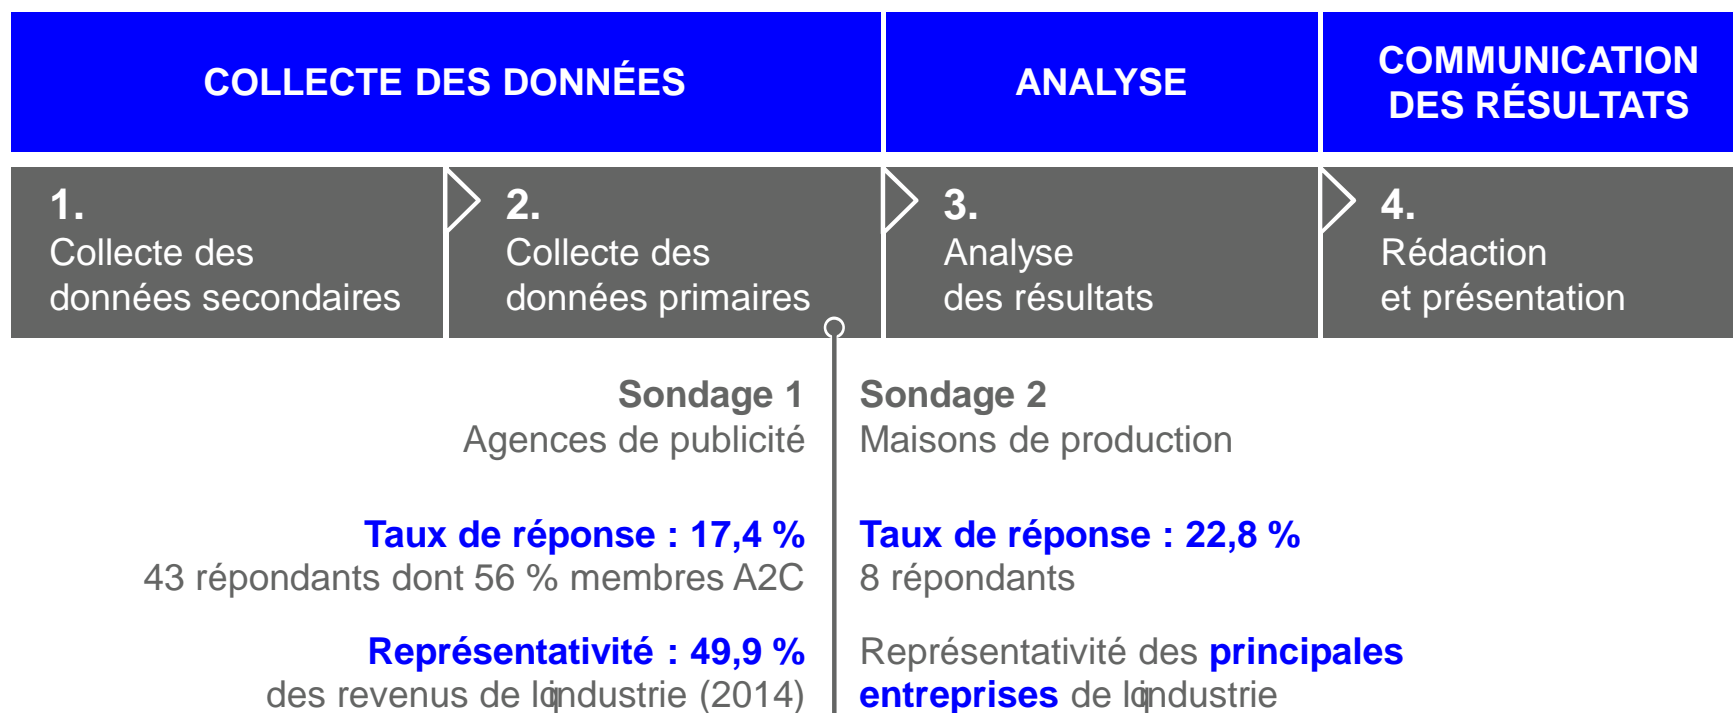 COLLECTE DES DONNÉES
ANALYSE
COMMUNICATION
DES RÉSULTATS
1.
Collecte des
données secondaires
2.
Collecte des
données primaires
3.
Analyse
des résultats
4.
Rédaction
et présentation
Sondage 1
Agences de publicité
Taux de réponse : 17,4 %
43 répondants dont 56 % membres A2C
Représentativité : 49,9 %
des revenus de lqindustrie (2014)
Sondage 2
Maisons de production
Taux de réponse : 22,8 %
8 répondants
Représentativité des principales
entreprises de lqindustrie